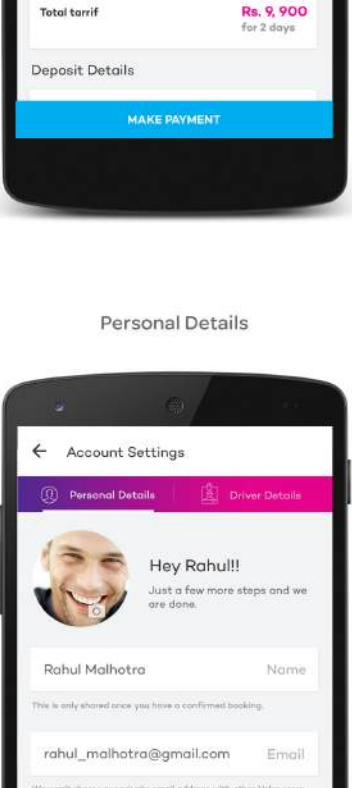 Total tarrif Rs. 9, 900
for 2 days
Deposit Details
MAKE PAYMENT
Personal Details
Account Settings
Personal Details Driver Details
Hey Rahul!!
Just a few more steps and we
are done.
Rahul Malhotra Name
This is only shared once you have a confirmed booking.
rahul_malhotra@gmail.com Email